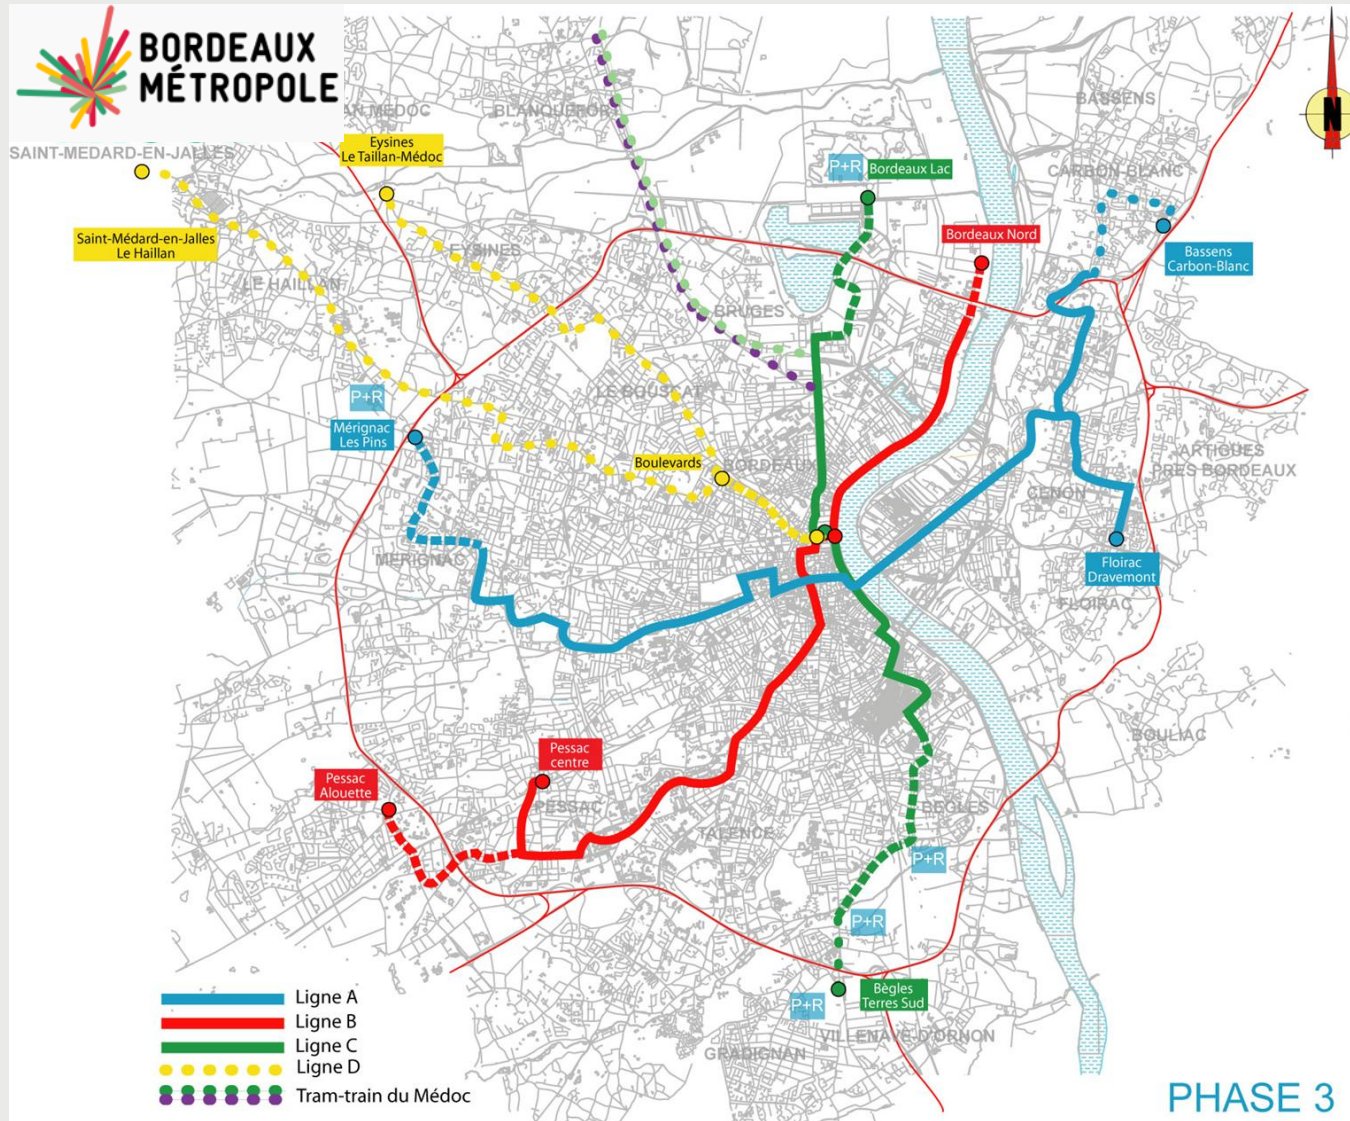 BORDEAUX
MÉTROPOLE
BLANQUEFORT
BASSENS
SAINT-MEDARD-EN-JALLES
Eysines
Le Taillan-Médoc
P+R
Bordeaux Lac
CARBON-BLANC
N
Saint-Médard-en-Jalles
Le Haillan
EYSINES
Bordeaux Nord
Bassens
Carbon-Blanc
LE HAILLAN
BRUGES
P+R
LE BOUSCAT
Mérignac
Les Pins
Boulevards
BORDEAUX
ARTIGUES
PRES BORDEAUX
CENON
MERIGNAC
Floirac
Dravemont
FLOIRAC
BOULIAC
Pessac
centre
Pessac
Alouette
PESSAC
BEGLES
TALENCE
P+R
P+R
Bègles
Terres Sud
P+R
VILLENAVE-D'ORNON
GRADIGNAN
Ligne A
Ligne B
Ligne C
Ligne D
Tram-train du Médoc
PHASE 3